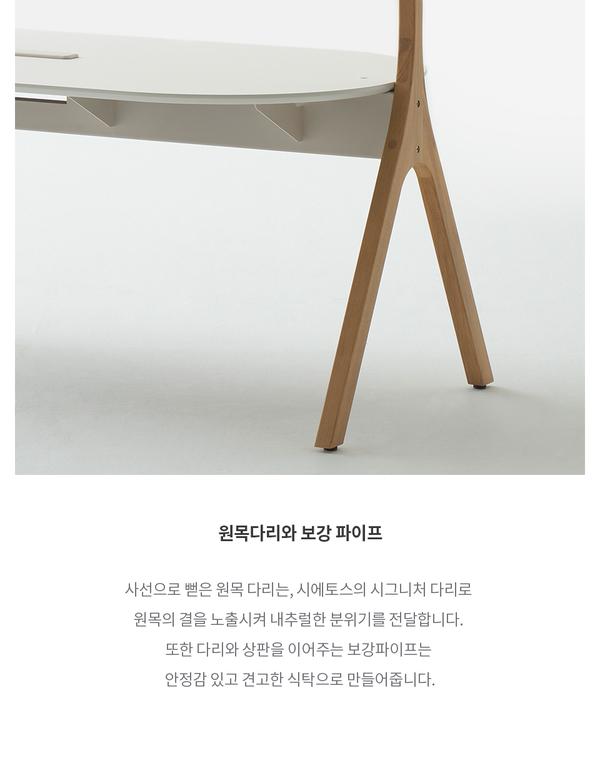 원목다리와 보강 파이프
사선으로 뻗은 원목 다리는, 시에토스의 시그니처 다리로
원목의 결을 노출시켜 내추럴한 분위기를 전달합니다.
또한 다리와 상판을 이어주는 보강파이프는
안정감 있고 견고한 식탁으로 만들어줍니다.